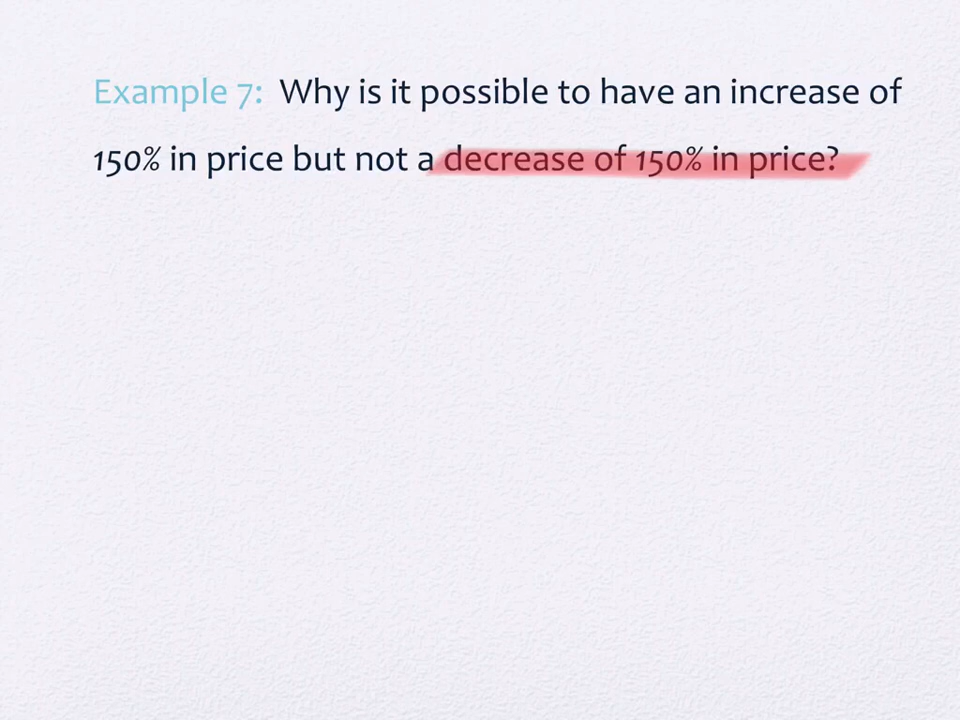 Example 7:  Why is it possible to have an increase of
150% in price but not a decrease of 150% in price?